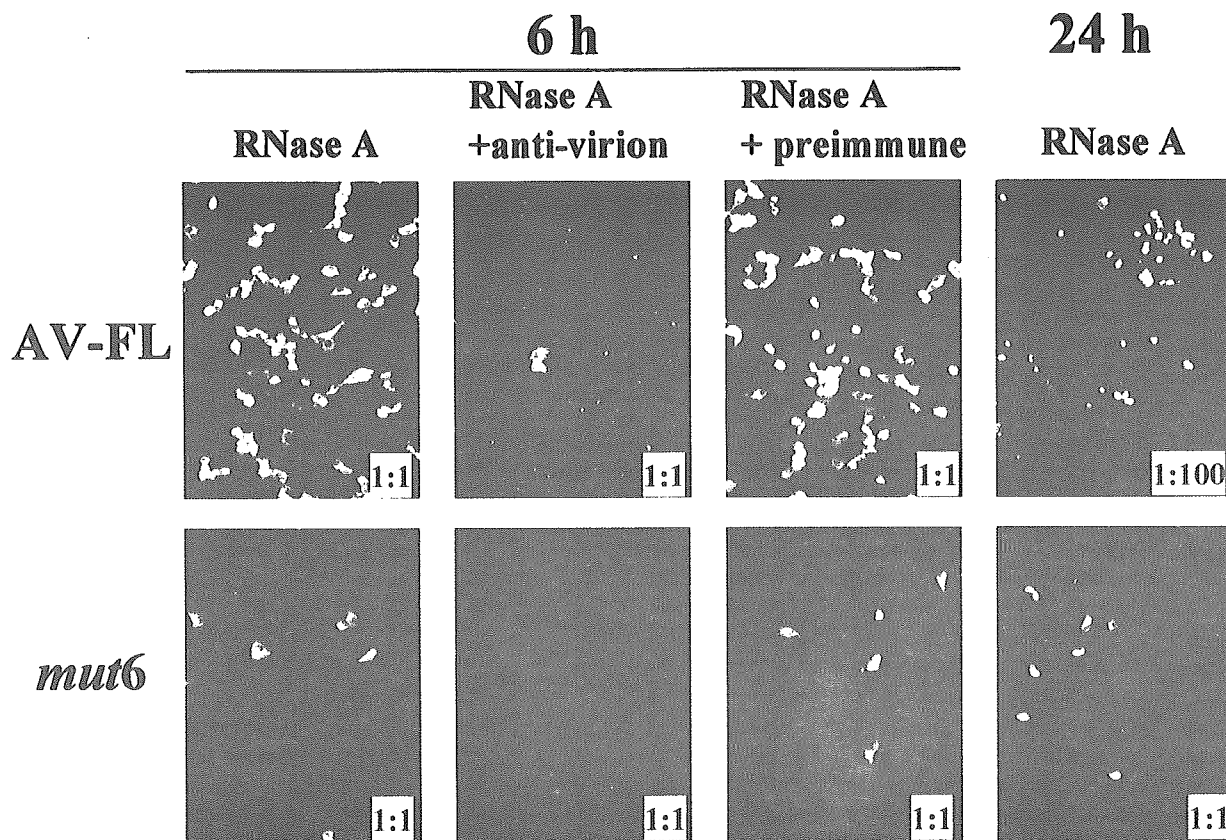 6 h
24 h
RNase A
RNase A
+anti-virion
RNase A
+ preimmune
RNase A
AV-FL
1:1
1:1
1:1
1:100
mut6
1:1
1:1
1:1
1:1